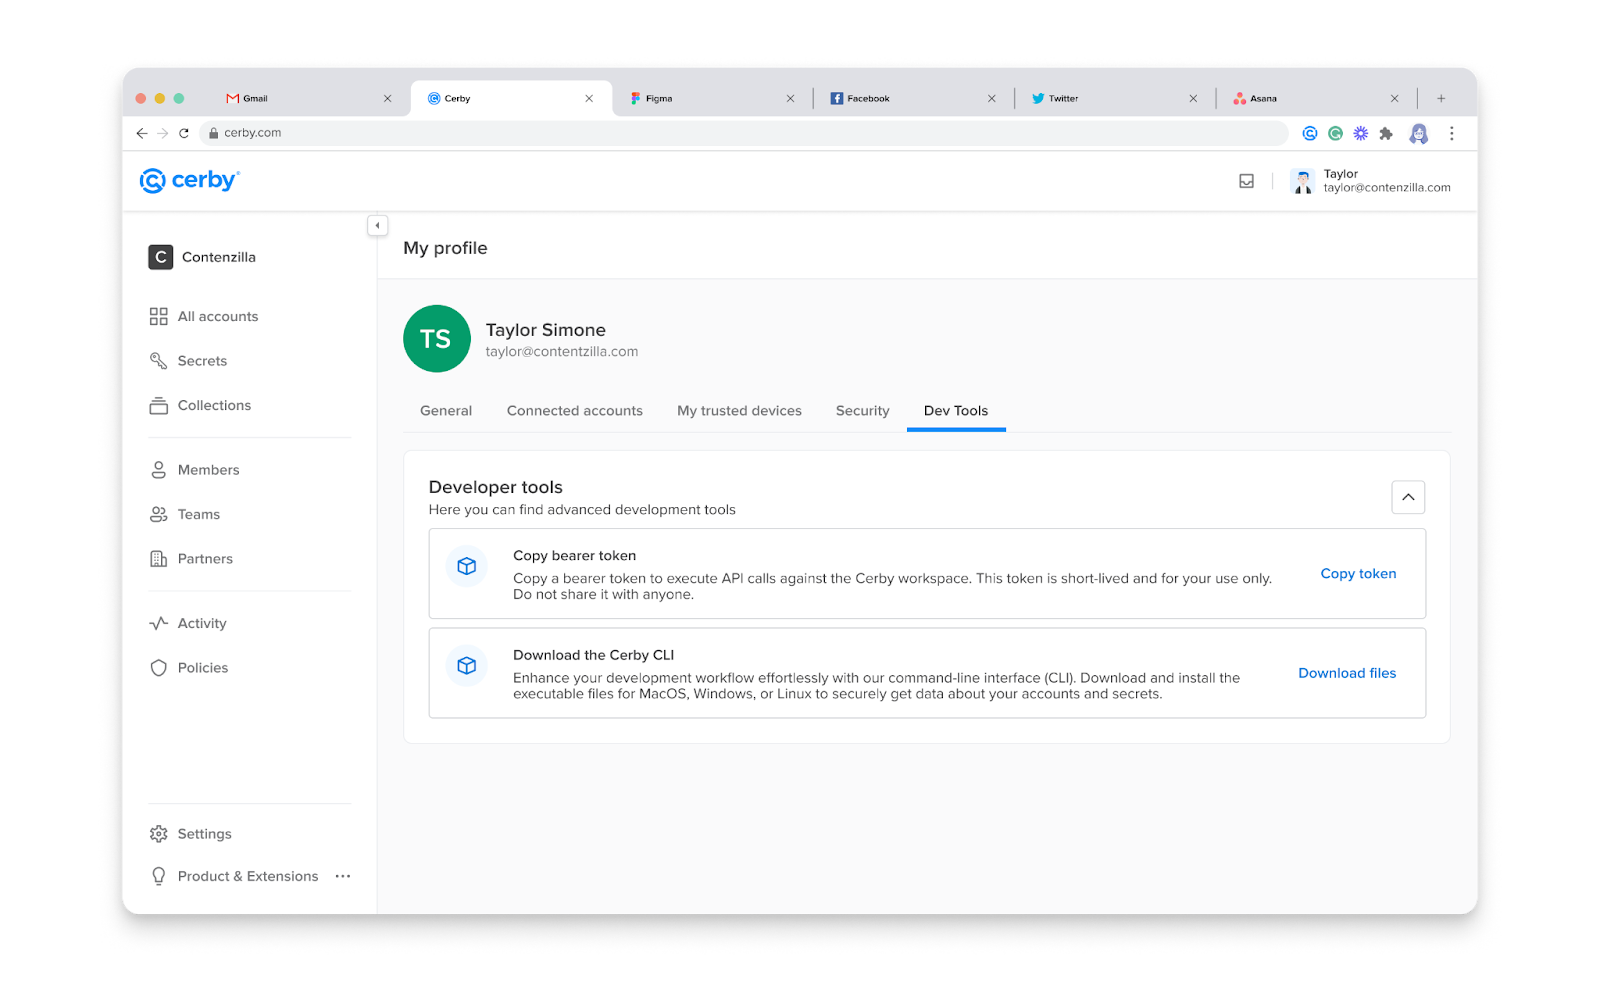 Gmail
Cerby
Figma
Facebook
Twitter
Asana
cerby.com
cerby
Taylor
taylor@contenzilla.com
C Contenzilla
All accounts
Secrets
Collections
Members
Teams
Partners
Activity
Policies
Settings
Product & Extensions
My profile
TS
Taylor Simone
taylor@contentzilla.com
General Connected accounts My trusted devices Security Dev Tools
Developer tools
Here you can find advanced development tools
Copy bearer token
Copy a bearer token to execute API calls against the Cerby workspace. This token is short-lived and for your use only.
Do not share it with anyone.
Copy token
Download the Cerby CLI
Enhance your development workflow effortlessly with our command-line interface (CLI). Download and install the
executable files for MacOS, Windows, or Linux to securely get data about your accounts and secrets.
Download files